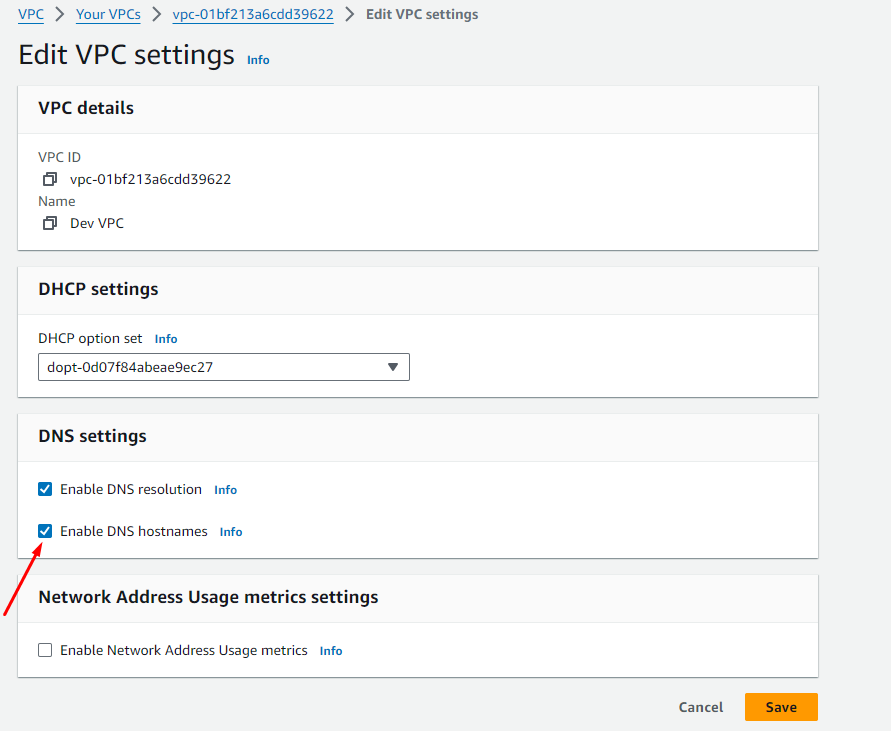 VPC > Your VPCs > vpc-01bf213a6cdd39622 > Edit VPC settings
Edit VPC settings Info
VPC details
VPC ID
vpc-01bf213a6cdd39622
Name
Dev VPC
DHCP settings
DHCP option set Info
dopt-0d07f84abeae9ec27
DNS settings
Enable DNS resolution Info
Enable DNS hostnames Info
Network Address Usage metrics settings
Enable Network Address Usage metrics Info
Cancel Save